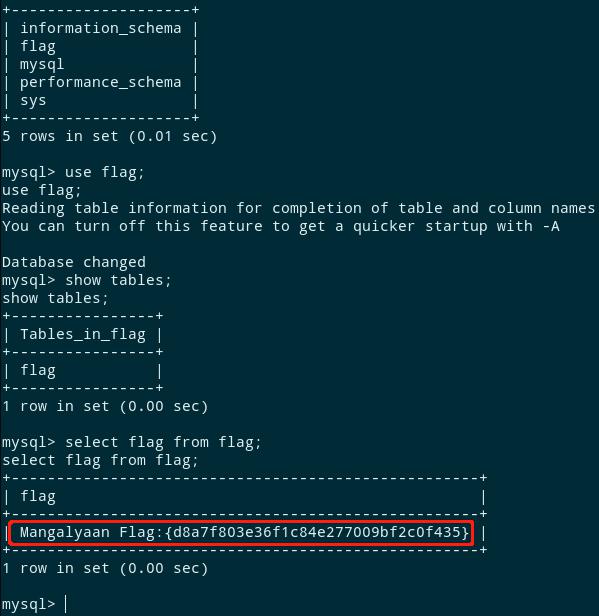 +--------------------+
| information_schema |
| flag               |
| mysql              |
| performance_schema |
| sys                |
+--------------------+
5 rows in set (0.01 sec)

mysql> use flag;
use flag;
Reading table information for completion of table and column names
You can turn off this feature to get a quicker startup with -A

Database changed
mysql> show tables;
show tables;
+----------------+
| Tables_in_flag |
+----------------+
| flag           |
+----------------+
1 row in set (0.00 sec)

mysql> select flag from flag;
select flag from flag;
+---------------------------------------------------+
| flag                                              |
+---------------------------------------------------+
| Mangalyaan Flag:{d8a7f803e36f1c84e277009bf2c0f435} |
+---------------------------------------------------+
1 row in set (0.00 sec)

mysql>